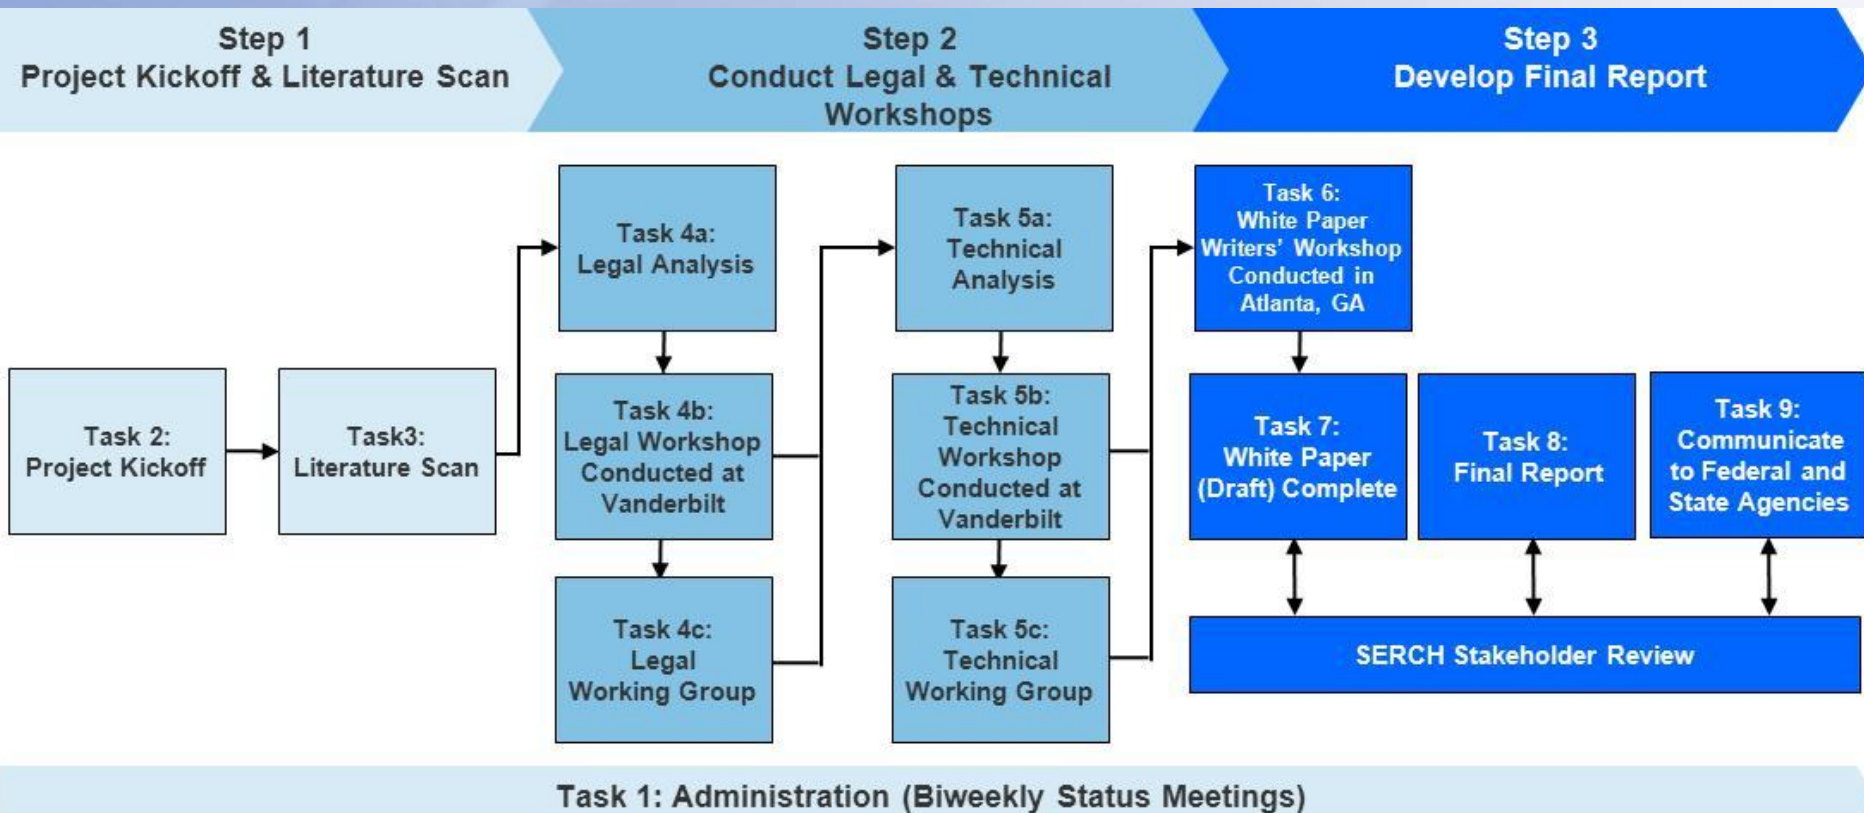 Step 1
Project Kickoff & Literature Scan
Step 2
Conduct Legal & Technical
Workshops
Step 3
Develop Final Report
Task 2:
Project Kickoff
Task3:
Literature Scan
Task 4a:
Legal Analysis
Task 4b:
Legal Workshop
Conducted at
Vanderbilt
Task 4c:
Legal
Working Group
Task 5a:
Technical
Analysis
Task 5b:
Technical
Workshop
Conducted at
Vanderbilt
Task 5c:
Technical
Working Group
Task 6:
White Paper
Writers’ Workshop
Conducted in
Atlanta, GA
Task 7:
White Paper
(Draft) Complete
Task 8:
Final Report
Task 9:
Communicate
to Federal and
State Agencies
SERCH Stakeholder Review
Task 1: Administration (Biweekly Status Meetings)